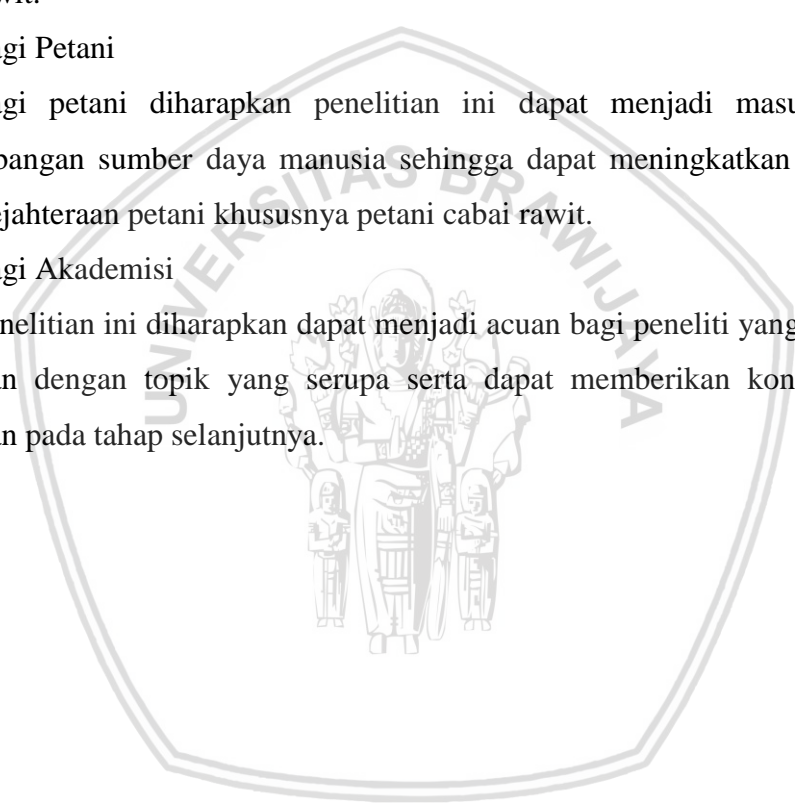 wit.
gi Petani
gi petani diharapkan penelitian ini dapat menjadi masu
bangan sumber daya manusia sehingga dapat meningkatkan
ejahteraan petani khususnya petani cabai rawit.
gi Akademisi
nelitian ini diharapkan dapat menjadi acuan bagi peneliti yang
an dengan topik yang serupa serta dapat memberikan kon
an pada tahap selanjutnya.
UNIVERSITAS BRAWIJAYA